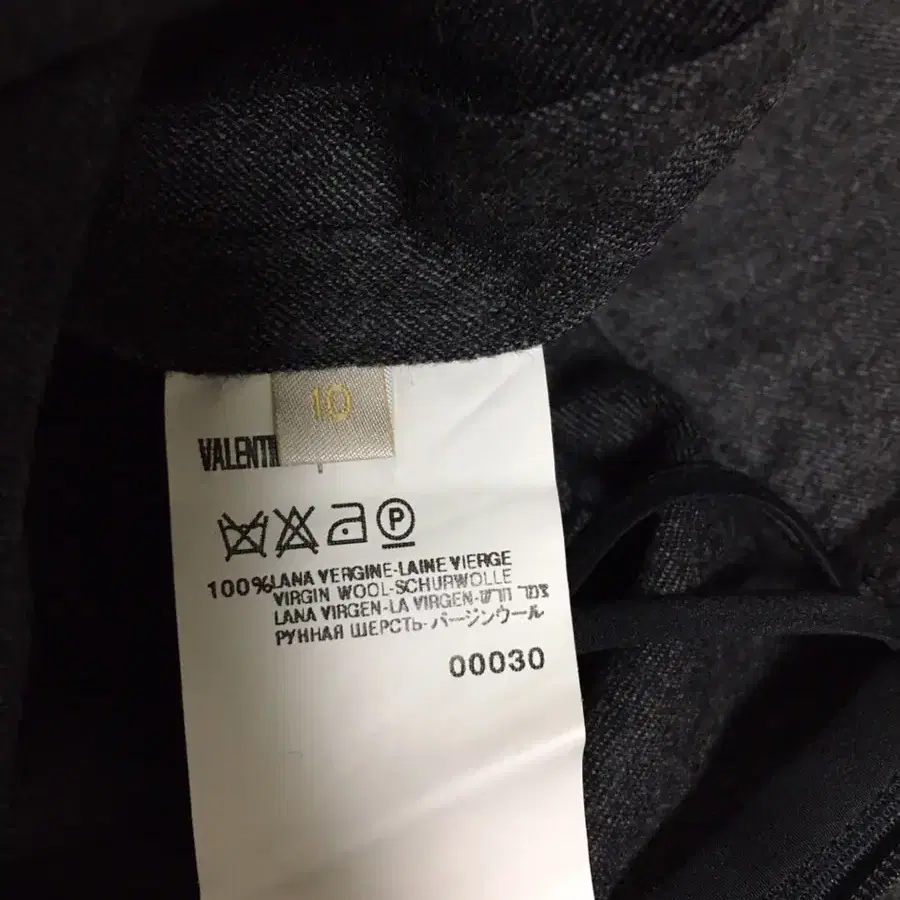 10
VALENTI
P
100%LANA VERGINE-LAINE VIERGE
VIRGIN WOOL-SCHURWOLLE
LANA VIRGEN-LA VIRGEN-צמר חדש
РУННАЯ ШЕРСТЬ-バージンウール
00030